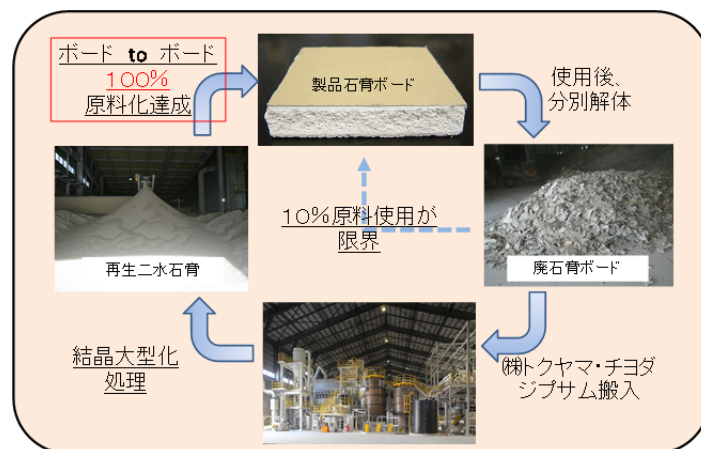 ボード to ボード
100%
原料化達成
製品石膏ボード
使用後、
分別解体
10%原料使用が
限界
再生二水石膏
廃石膏ボード
結晶大型化
処理
㈱トクヤマ・チヨダ
ジプサム搬入